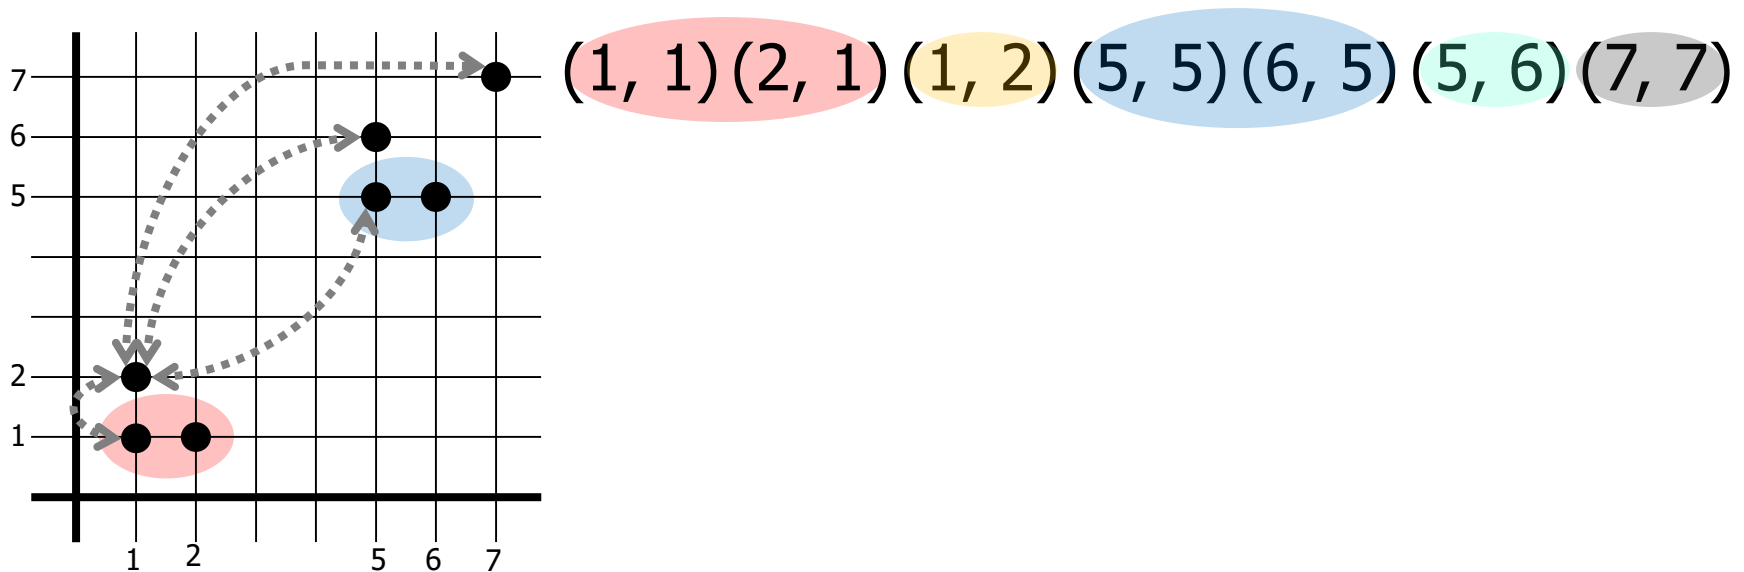 (1, 1)(2, 1)(1, 2)(5, 5)(6, 5)(5, 6)(7, 7)
7
6
5
2
1
1 2 5 6 7